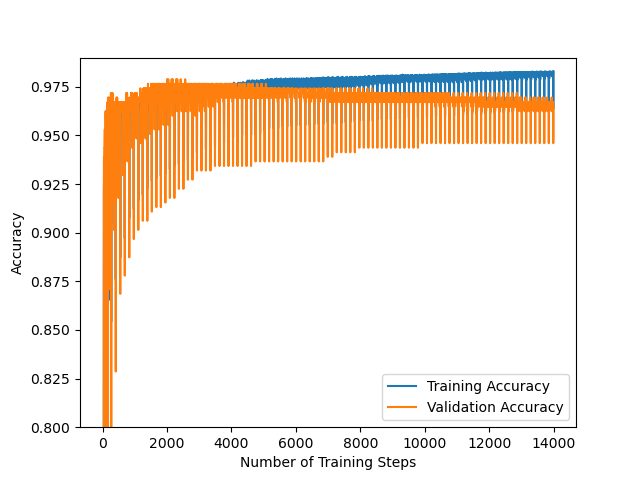 0.975
0.950
0.925
0.900
0.875
0.850
0.825
0.800
Accuracy
Training Accuracy
Validation Accuracy
0 2000 4000 6000 8000 10000 12000 14000
Number of Training Steps